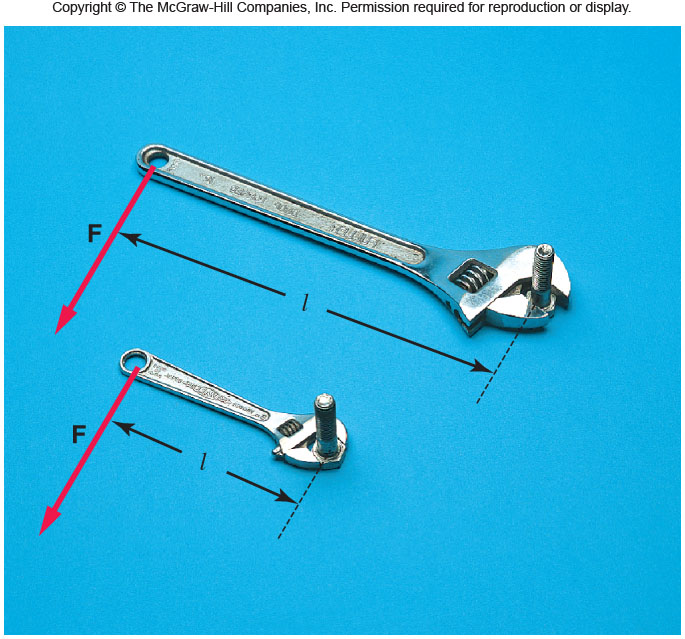 Copyright © The McGraw-Hill Companies, Inc. Permission required for reproduction or display.
F
l
F
l